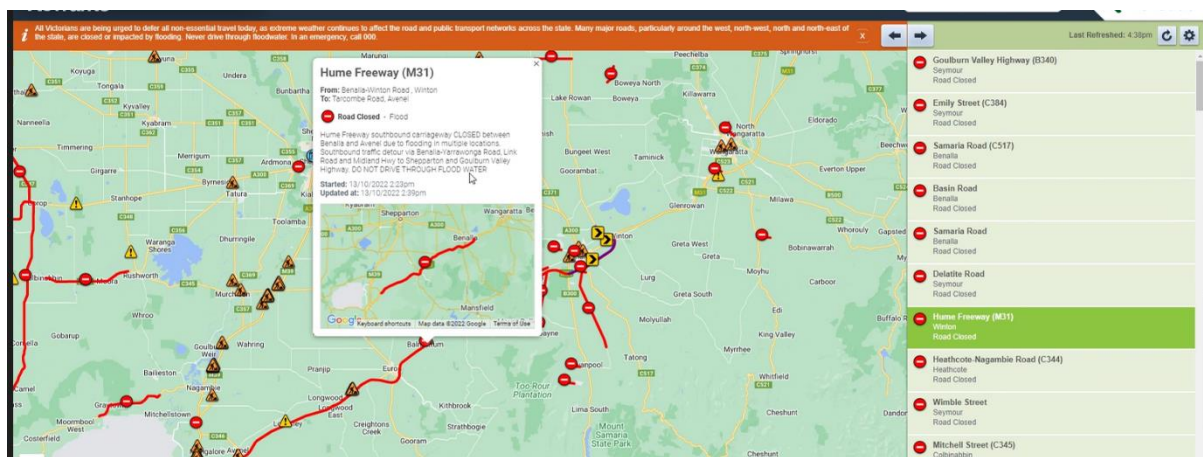 All Victorians are being urged to defer all non-essential travel today, as extreme weather continues to affect the road and public transport networks across the state. Many major roads, particularly around the west, north-west, north and north-east of
the state, are closed or impacted by flooding. Never drive through floodwater. In an emergency, call 000.
X
Last Refreshed: 4:38pm
Hume Freeway (M31)
From: Benalla-Winton Road , Winton
To: Tarcombe Road, Avenel
Road Closed - Flood
Hume Freeway southbound carriageway CLOSED between
Benalla and Avenel due to flooding in multiple locations.
Southbound traffic detour via Benalla-Yarrawonga Road, Link
Road and Midland Hwy to Shepparton and Goulburn Valley
Highway. DO NOT DRIVE THROUGH FLOOD WATER
Started: 13/10/2022 2:23pm
Updated at: 13/10/2022 2:39pm
Kyabram
Shepparton
Wangaratta
A300
Benalla
M39
A300
Mansfield
Google
Keyboard shortcuts
Map data ©2022 Google
Terms of Use
Koyuga
Tongala
Undera
Bunbartha
Kyvalley
Nanneella
Kyabram
Timmering
Merrigum
Ardmona
Girgarre
Byrneside
Tatura
Stanhope
Toolamba
Waranga
Shores
Dhurringile
Rushworth
Moora
Whroo
Gobarup
Goulburn
Weir
Wahring
Bailieston
Nagambie
Pranjip
Mitchellstown
Moormbool
West
Costerfield
Longwood
Longwood
East
Creightons
Creek
Gooram
Kithbrook
Strathbogie
Peechelba
Boweya North
Killawarra
Lake Rowan
Boweya
Eldorado
North
Wangaratta
Bungeet West
Taminick
Goorambat
Everton Upper
Milawa
Whorouly
Gapsted
Greta West
Bobinawarrah
Greta
Moyhu
Lurg
Carboor
Greta South
Edi
Molyullah
King Valley
Tatong
Myrrhee
Whitfield
Too Rour
Plantation
Lima South
Cheshunt
Mount
Samaria
State Park
Cheshunt
Goulburn Valley Highway (B340)
Seymour
Road Closed
Emily Street (C384)
Seymour
Road Closed
Samaria Road (C517)
Benalla
Road Closed
Basin Road
Benalla
Road Closed
Samaria Road
Benalla
Road Closed
Delatite Road
Seymour
Road Closed
Hume Freeway (M31)
Winton
Road Closed
Heathcote-Nagambie Road (C344)
Heathcote
Road Closed
Wimble Street
Seymour
Road Closed
Mitchell Street (C345)
Colbinabbin